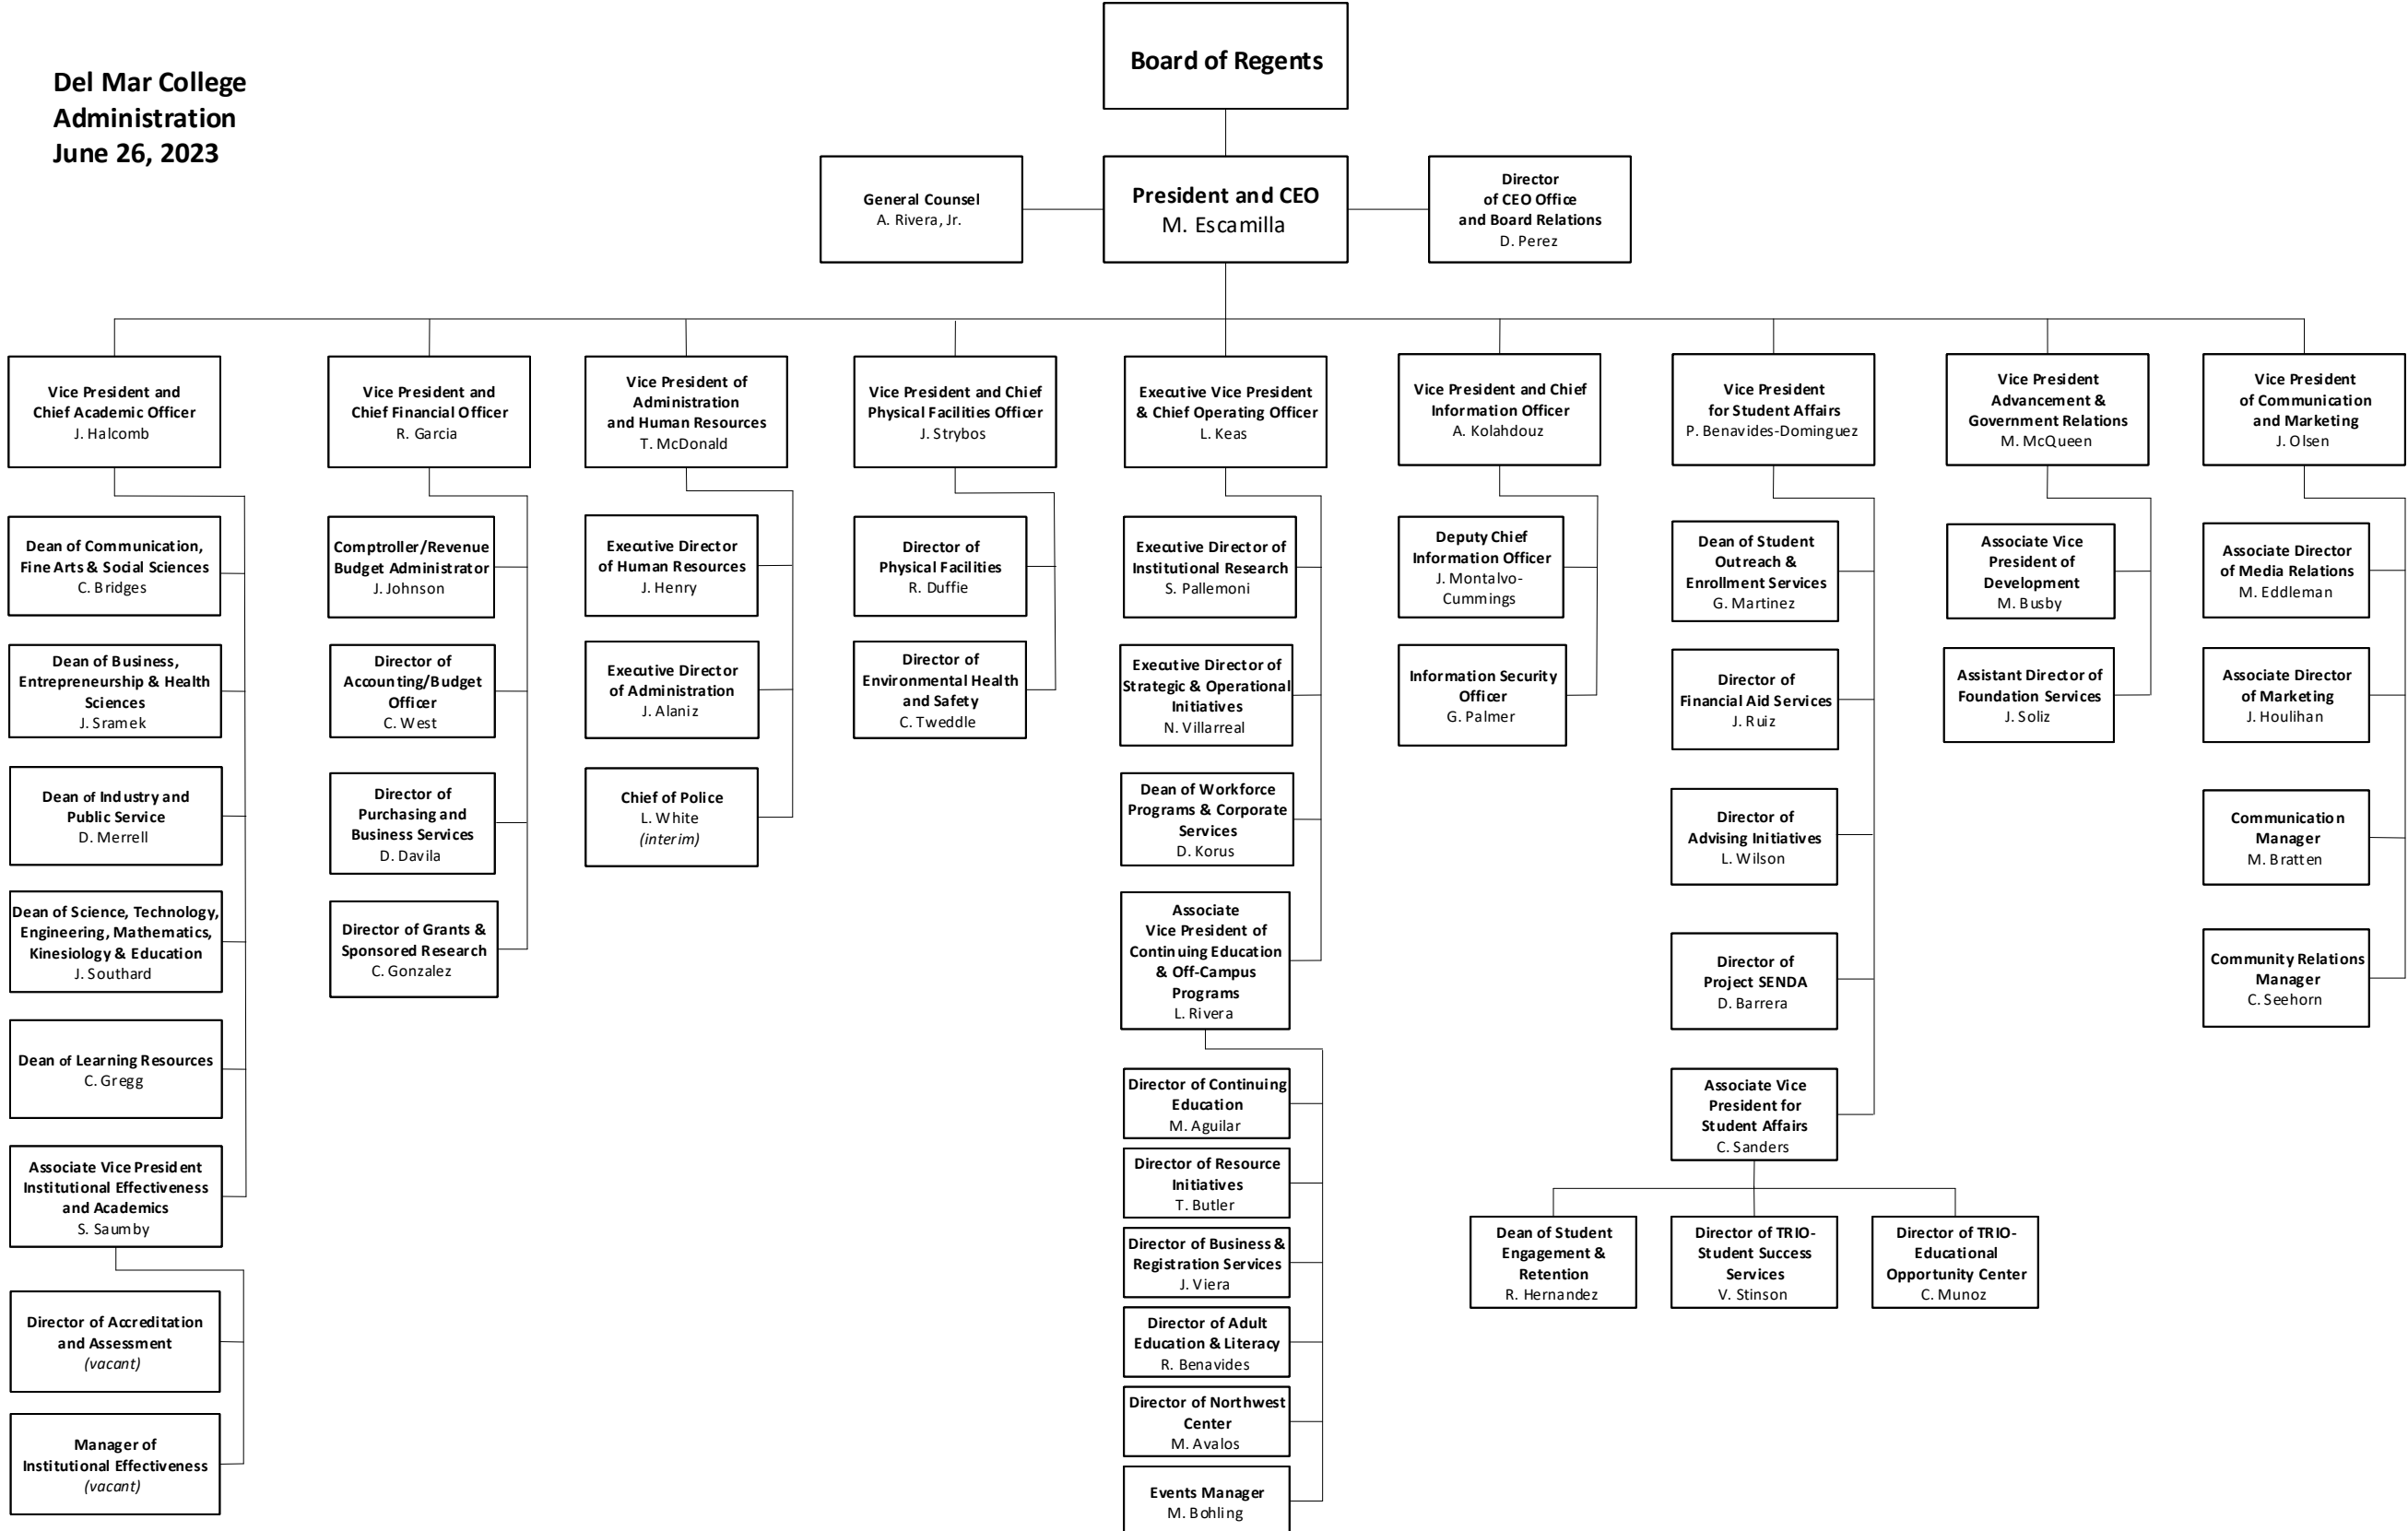 Del Mar College
Administration
June 26, 2023
Board of Regents
General Counsel
A. Rivera, Jr.
President and CEO
M. Escamilla
Director
of CEO Office
and Board Relations
D. Perez
Vice President and
Chief Academic Officer
J. Halcomb
Vice President and
Chief Financial Officer
R. Garcia
Vice President of
Administration
and Human Resources
T. McDonald
Vice President and Chief
Physical Facilities Officer
J. Strybos
Executive Vice President
& Chief Operating Officer
L. Keas
Vice President and Chief
Information Officer
A. Kolahdouz
Vice President
for Student Affairs
P. Benavides-Dominguez
Vice President
Advancement &
Government Relations
M. McQueen
Vice President
of Communication
and Marketing
J. Olsen
Dean of Communication,
Fine Arts & Social Sciences
C. Bridges
Dean of Business,
Entrepreneurship & Health
Sciences
J. Sramek
Dean of Industry and
Public Service
D. Merrell
Dean of Science, Technology,
Engineering, Mathematics,
Kinesiology & Education
J. Southard
Dean of Learning Resources
C. Gregg
Associate Vice President
Institutional Effectiveness
and Academics
S. Saumby
Director of Accreditation
and Assessment
(vacant)
Manager of
Institutional Effectiveness
(vacant)
Comptroller/Revenue
Budget Administrator
J. Johnson
Director of
Accounting/Budget
Officer
C. West
Director of
Purchasing and
Business Services
D. Davila
Director of Grants &
Sponsored Research
C. Gonzalez
Executive Director
of Human Resources
J. Henry
Executive Director
of Administration
J. Alaniz
Chief of Police
L. White
(interim)
Director of
Physical Facilities
R. Duffie
Director of
Environmental Health
and Safety
C. Tweddle
Executive Director of
Institutional Research
S. Pallemoni
Executive Director of
Strategic & Operational
Initiatives
N. Villarreal
Dean of Workforce
Programs & Corporate
Services
D. Korus
Associate
Vice President of
Continuing Education
& Off-Campus
Programs
L. Rivera
Director of Continuing
Education
M. Aguilar
Director of Resource
Initiatives
T. Butler
Director of Business &
Registration Services
J. Viera
Director of Adult
Education & Literacy
R. Benavides
Director of Northwest
Center
M. Avalos
Events Manager
M. Bohling
Deputy Chief
Information Officer
J. Montalvo-
Cummings
Information Security
Officer
G. Palmer
Dean of Student
Outreach &
Enrollment Services
G. Martinez
Director of
Financial Aid Services
J. Ruiz
Director of
Advising Initiatives
L. Wilson
Director of
Project SENDA
D. Barrera
Associate Vice
President for
Student Affairs
C. Sanders
Dean of Student
Engagement &
Retention
R. Hernandez
Director of TRIO-
Student Success
Services
V. Stinson
Director of TRIO-
Educational
Opportunity Center
C. Munoz
Associate Vice
President of
Development
M. Busby
Assistant Director of
Foundation Services
J. Soliz
Associate Director
of Media Relations
M. Eddleman
Associate Director
of Marketing
J. Houlihan
Communication
Manager
M. Bratten
Community Relations
Manager
C. Seehorn